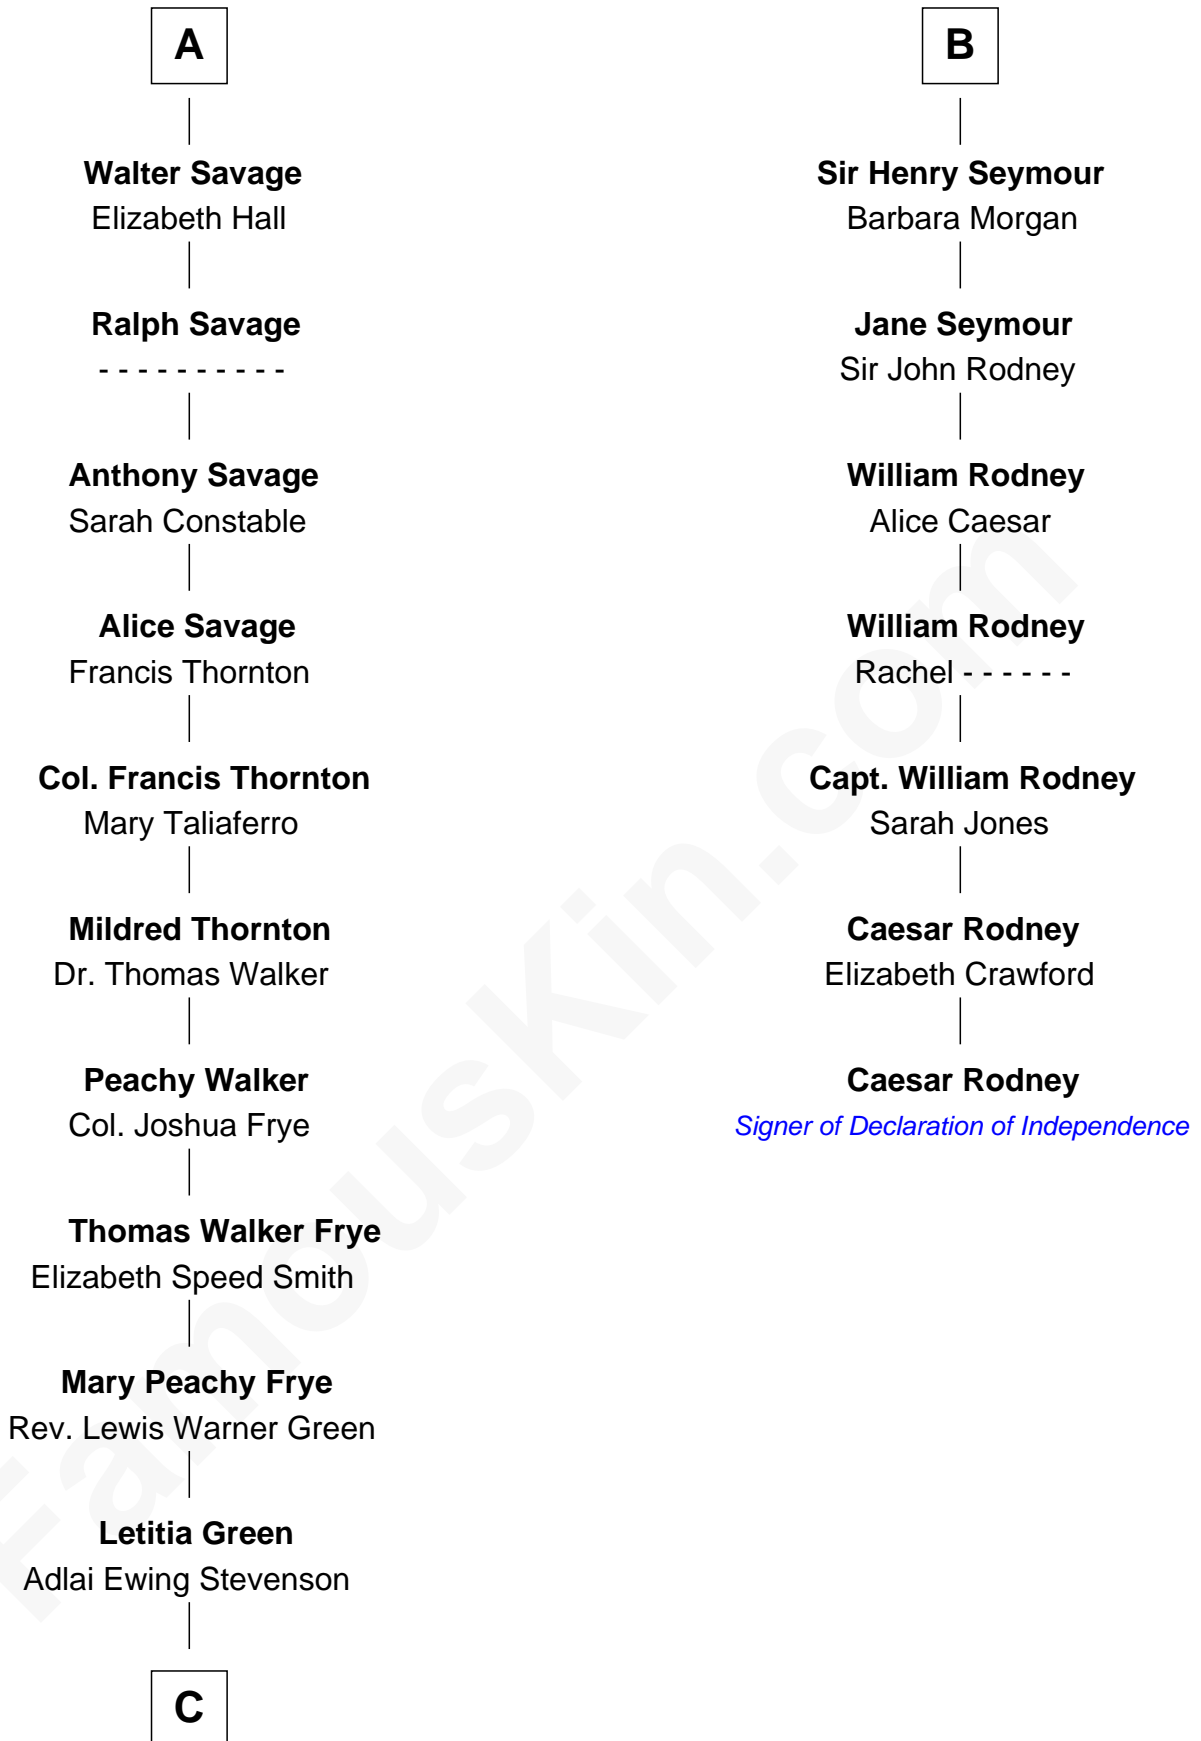 A
Walter Savage
Elizabeth Hall
Ralph Savage
- - - - - - - - - -
Anthony Savage
Sarah Constable
Alice Savage
Francis Thornton
Col. Francis Thornton
Mary Taliaferro
Mildred Thornton
Dr. Thomas Walker
Peachy Walker
Col. Joshua Frye
Thomas Walker Frye
Elizabeth Speed Smith
Mary Peachy Frye
Rev. Lewis Warner Green
Letitia Green
Adlai Ewing Stevenson
C
B
Sir Henry Seymour
Barbara Morgan
Jane Seymour
Sir John Rodney
William Rodney
Alice Caesar
William Rodney
Rachel - - - - - -
Capt. William Rodney
Sarah Jones
Caesar Rodney
Elizabeth Crawford
Caesar Rodney
Signer of Declaration of Independence
FamousKin.com